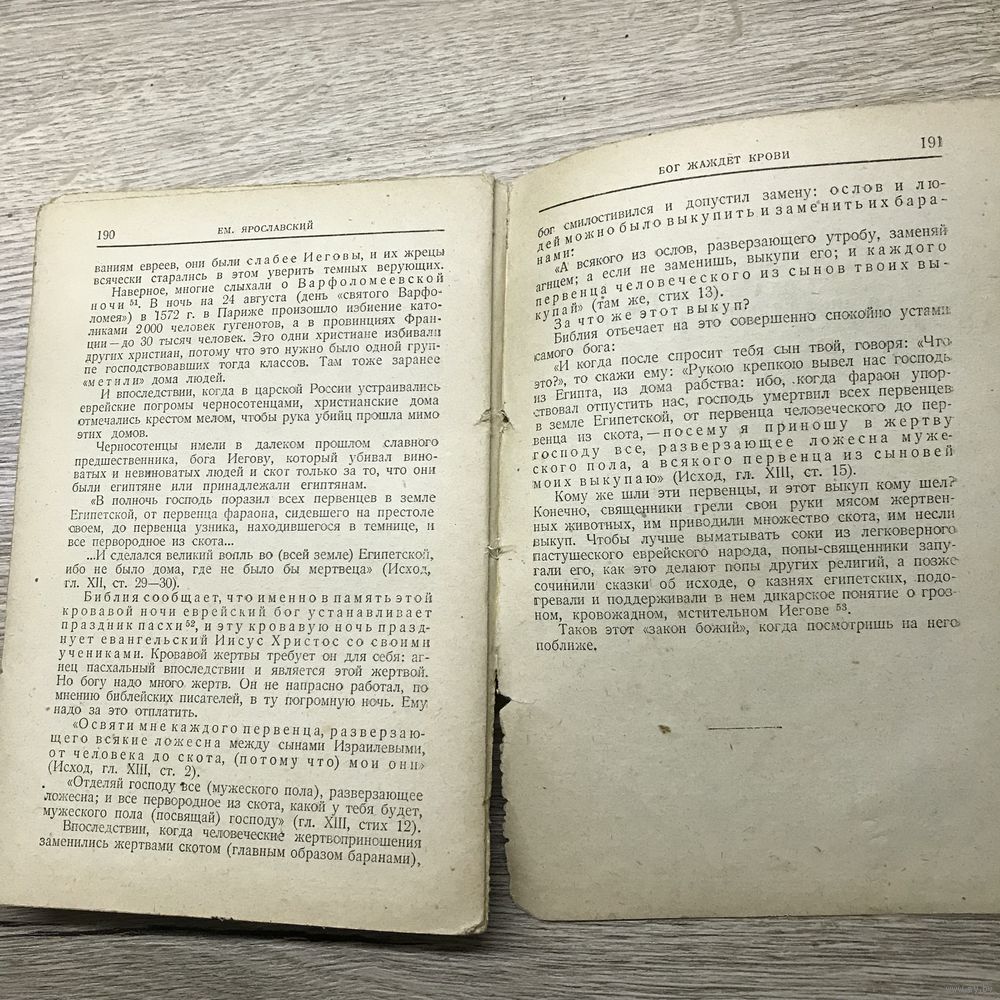 190
ЕМ. ЯРОСЛАВСКИЙ
ваниям евреев, они были слабее Иеговы, и их жрецы
всячески старались в этом уверить темных верующих.
Наверное, многие слыхали о Варфоломеевской
ночи 51. В ночь на 24 августа (день «святого Варфо-
ломея») в 1572 г. в Париже произошло избиение като-
ликами 2000 человек гугенотов, а в провинциях Фран-
ции — до 30 тысяч человек. Это одни христиане избивали
других христиан, потому что это нужно было одной груп-
пе господствовавших тогда классов. Там тоже заранее
«метили» дома людей.
И впоследствии, когда в царской России устраивались
еврейские погромы черносотенцами, христианские дома
отмечались крестом мелом, чтобы рука убийц прошла мимо
этих домов.
Черносотенцы имели в далеком прошлом славного
предшественника, бога Иегову, который убивал вино-
ватых и невиноватых людей и скот только за то, что они
были египтяне или принадлежали египтянам.
«В полночь господь поразил всех первенцев в земле
Египетской, от первенца фараона, сидевшего на престоле
своем, до первенца узника, находившегося в темнице, и
все первородное из скота...
...И сделался великий вопль во (всей земле) Египетской,
ибо не было дома, где не было бы мертвеца» (Исход,
гл. XII, ст. 29—30).
Библия сообщает, что именно в память этой
кровавой ночи еврейский бог устанавливает
праздник пасхи 52, и эту кровавую ночь празд-
нует евангельский Иисус Христос со своими
учениками. Кровавой жертвы требует он для себя: аг-
нец пасхальный впоследствии и является этой жертвой.
Но богу надо много жертв. Он не напрасно работал, по
мнению библейских писателей, в ту погромную ночь. Ему
надо за это отплатить.
«Освяти мне каждого первенца, разверзаю-
щего всякие ложесна между сынами Израилевыми,
от человека до скота, (потому что) мои они»
(Исход, гл. XIII, ст. 2).
«Отделяй господу все (мужеского пола), разверзающее
ложесна; и все первородное из скота, какой у тебя будет,
мужеского пола (посвящай) господу» (гл. XIII, стих 12).
Впоследствии, когда человеческие жертвоприношения
заменились жертвами скотом (главным образом баранами),
БОГ ЖАЖДЕТ КРОВИ
191
бог смилостивился и допустил замену: ослов и лю-
дей можно было выкупить и заменить их бара-
нами:
«А всякого из ослов, разверзающего утробу, заменяй
агнцем; а если не заменишь, выкупи его; и каждого
первенца человеческого из сынов твоих вы-
купай» (там же, стих 13).
За что же этот выкуп?
Библия отвечает на это совершенно спокойно устами
самого бога:
«И когда после спросит тебя сын твой, говоря: «Что
это?», то скажи ему: «Рукою крепкою вывел нас господь
из Египта, из дома рабства: ибо, когда фараон упор-
ствовал отпустить нас, господь умертвил всех первенцев
в земле Египетской, от первенца человеческого до пер-
венца из скота, — посему я приношу в жертву
господу все, разверзающее ложесна муже-
ского пола, а всякого первенца из сыновей
моих выкупаю» (Исход, гл. XIII, ст. 15).
Кому же шли эти первенцы, и этот выкуп кому шел?
Конечно, священники грели свои руки мясом жертвен-
ных животных, им приводили множество скота, им несли
выкуп. Чтобы лучше выматывать соки из легковерного
пастушеского еврейского народа, попы-священники запу-
гали его, как это делают попы других религий, а позже
сочинили сказки об исходе, о казнях египетских, подо-
гревали и поддерживали в нем дикарское понятие о гроз-
ном, кровожадном, мстительном Иегове 53.
Таков этот «закон божий», когда посмотришь на него
поближе.